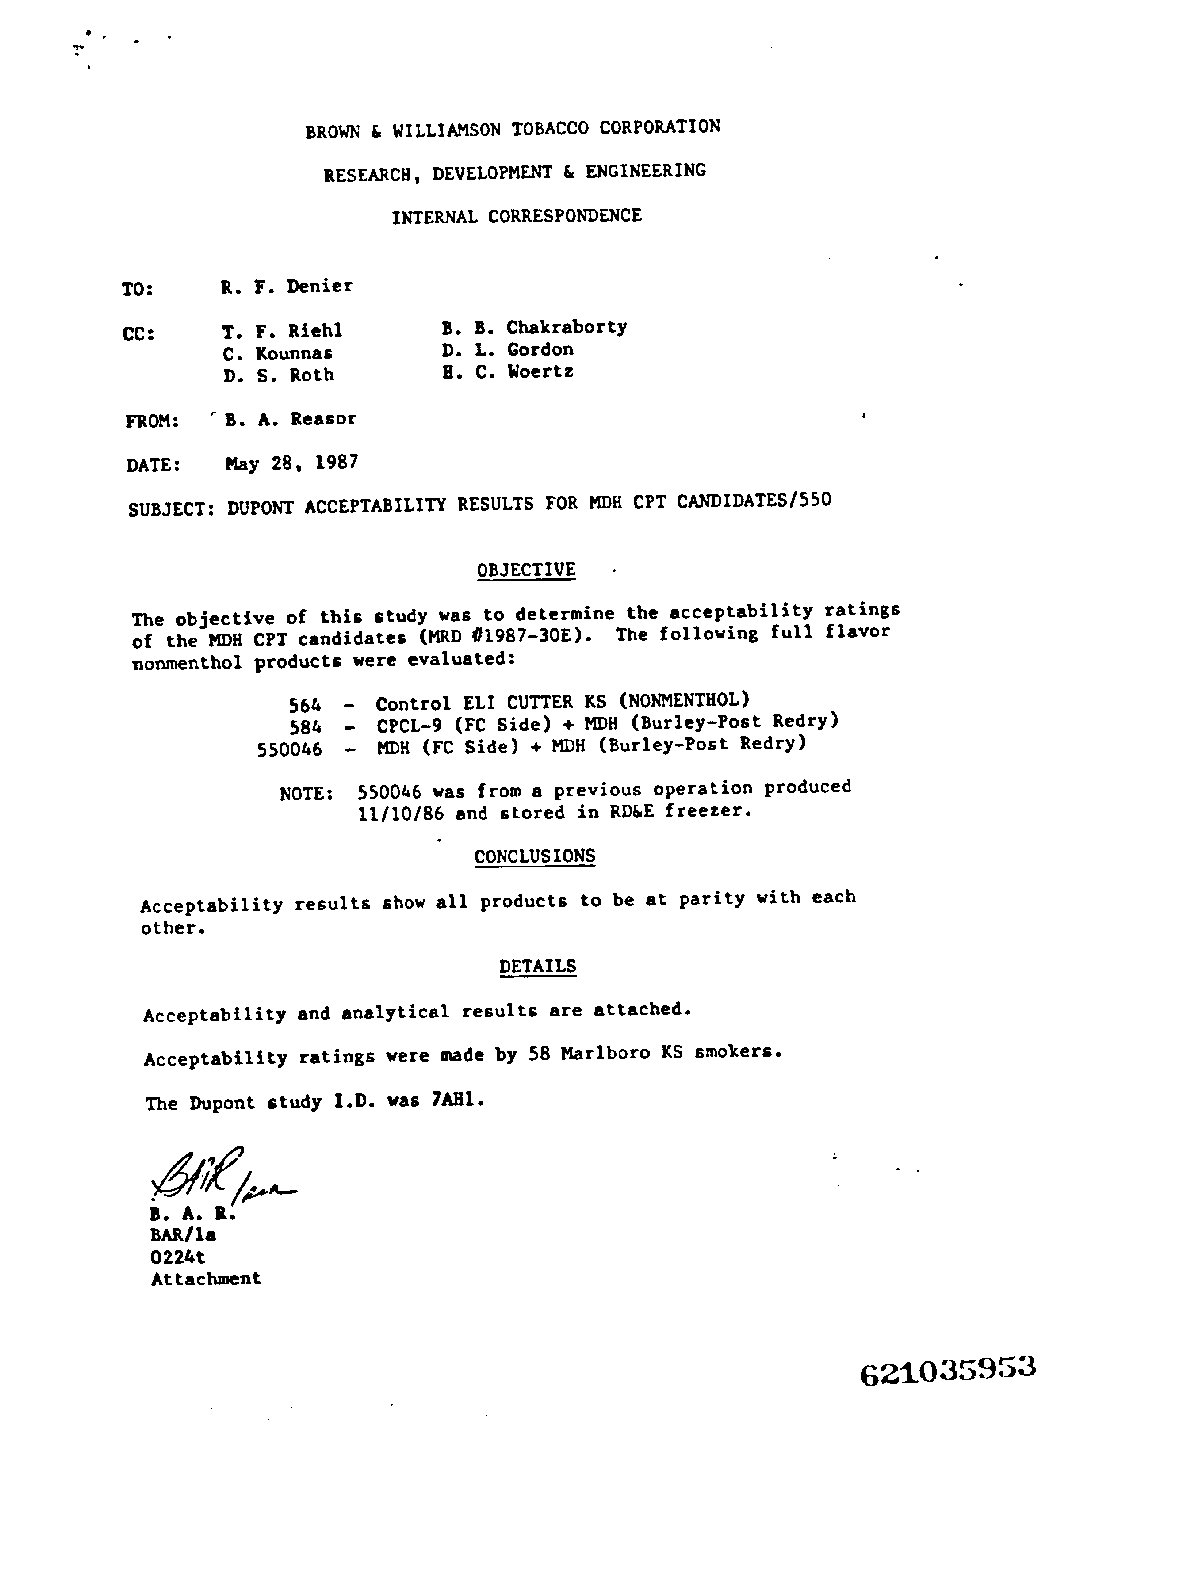 BROWN & WILLIAMSON TOBACCO CORPORATION
RESEARCH, DEVELOPMENT & ENGINEERING
INTERNAL CORRESPONDENCE
TO: R. F. Denier
CC: T. F. Riehl B. B. Chakraborty
C. Kounnas D. L. Gordon
D. S. Roth H. C. Woertz
FROM: B. A. Reasor
DATE: May 28, 1987
SUBJECT: DUPONT ACCEPTABILITY RESULTS FOR MDH CPT CANDIDATES/550
OBJECTIVE
The objective of this study was to determine the acceptability ratings
of the MDH CPT candidates (MRD #1987-30E). The following full flavor
nonmenthol products were evaluated:
564 - Control ELI CUTTER KS (NONMENTHOL)
584 - CPCL-9 (FC Side) + MDH (Burley-Post Redry)
550046 - MDH (FC Side) + MDH (Burley-Post Redry)
NOTE: 550046 was from a previous operation produced
11/10/86 and stored in RD&E freezer.
CONCLUSIONS
Acceptability results show all products to be at parity with each
other.
DETAILS
Acceptability and analytical results are attached.
Acceptability ratings were made by 58 Marlboro KS smokers.
The Dupont study I.D. was 7AH1.
BAR
B. A. R.
BAR/la
0224t
Attachment
621035953